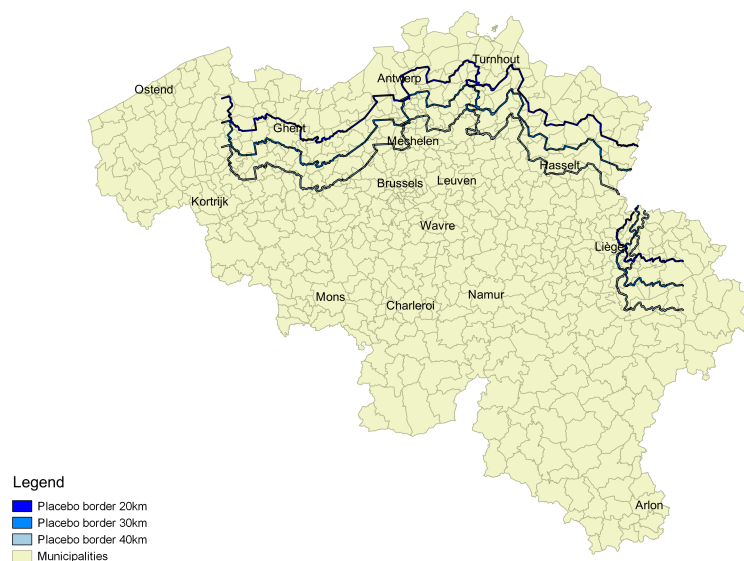 Turnhout
Antwerp
Ostend
Ghent
Mechelen
Hasselt
Brussels
Leuven
Kortrijk
Wavre
Liège
Mons
Charleroi
Namur
Arlon
Legend
Placebo border 20km
Placebo border 30km
Placebo border 40km
Municipalities